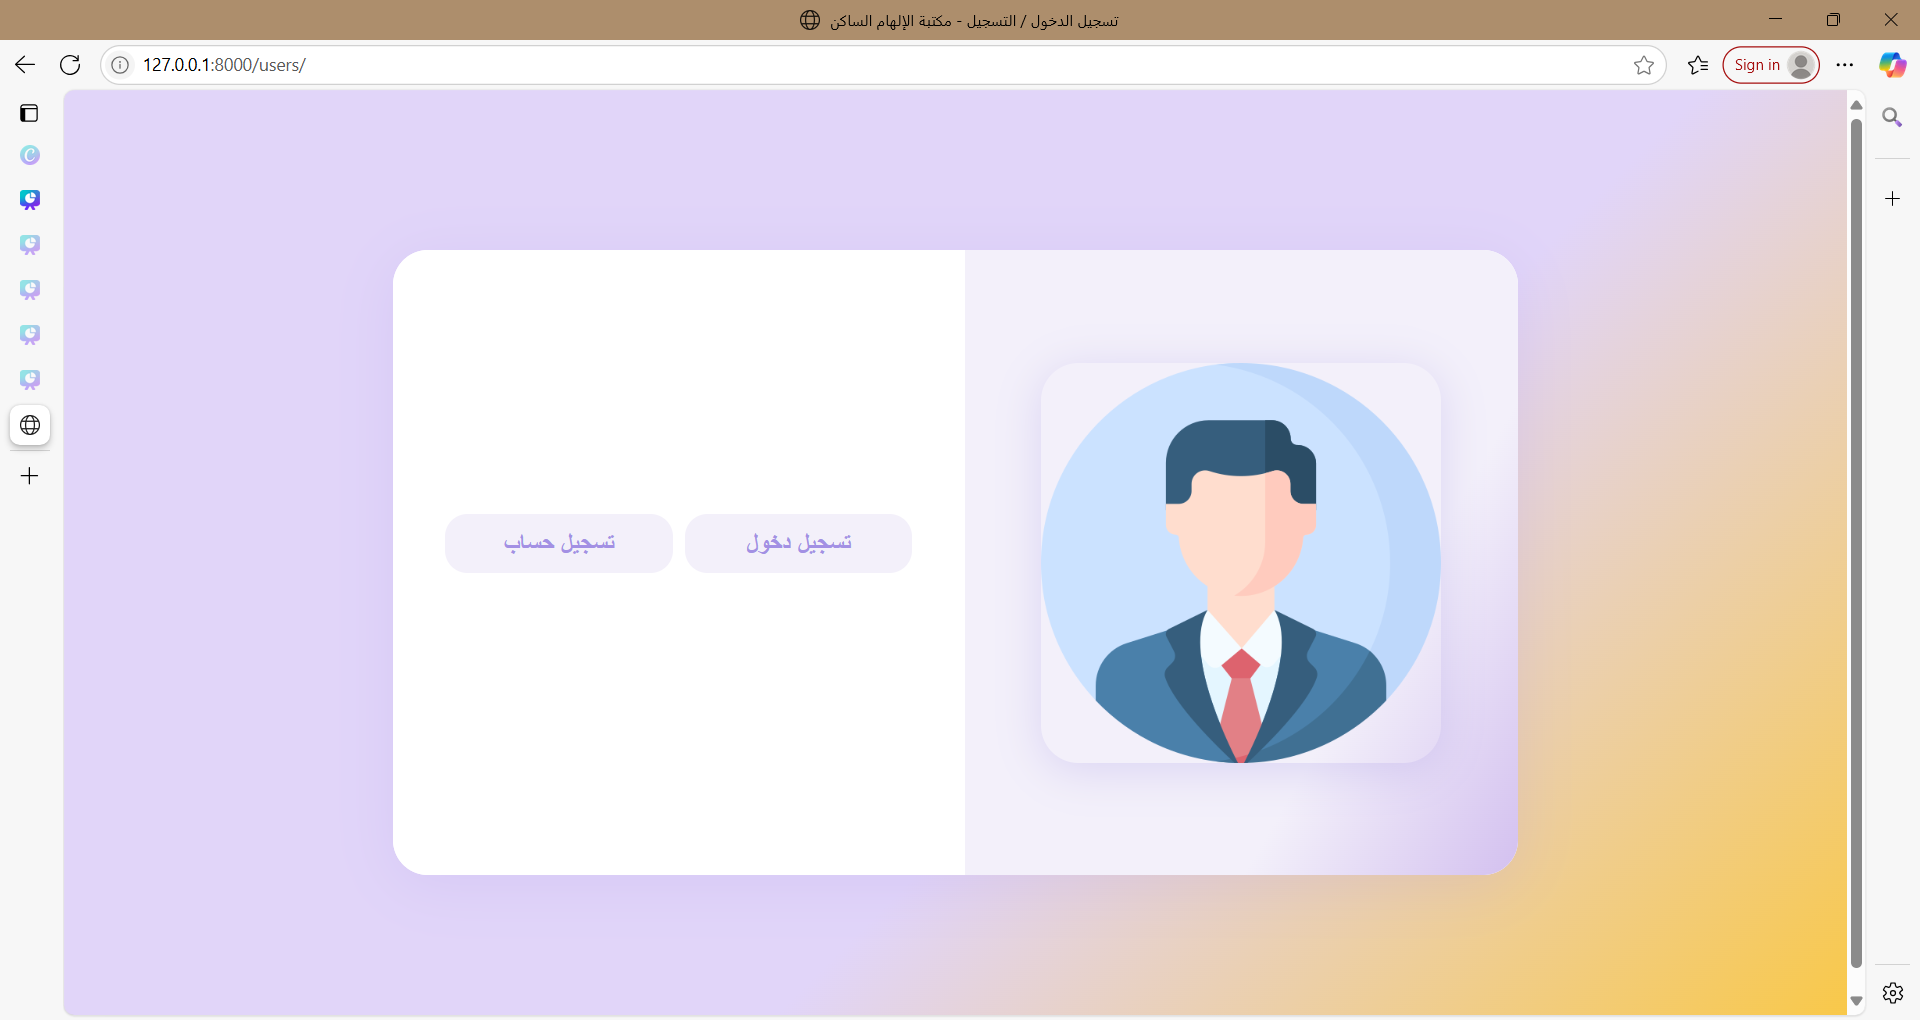 تسجيل الدخول / التسجيل - مكتبة الإلهام الساكن
127.0.0.1:8000/users/
Sign in
تسجيل دخول
تسجيل حساب